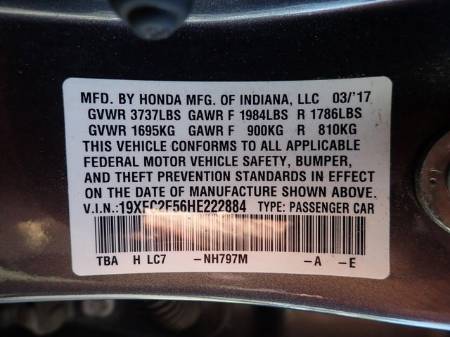 MFD. BY HONDA MFG. OF INDIANA, LLC 03/'17
GVWR 3737LBS GAWR F 1984LBS R 1786LBS
GVWR 1695KG GAWR F 900KG R 810KG
THIS VEHICLE CONFORMS TO ALL APPLICABLE
FEDERAL MOTOR VEHICLE SAFETY, BUMPER,
AND THEFT PREVENTION STANDARDS IN EFFECT
ON THE DATE OF MANUFACTURE SHOWN ABOVE.
V.I.N.:19XFC2F56HE222884 TYPE: PASSENGER CAR
TBA H LC7 -NH797M -A -E